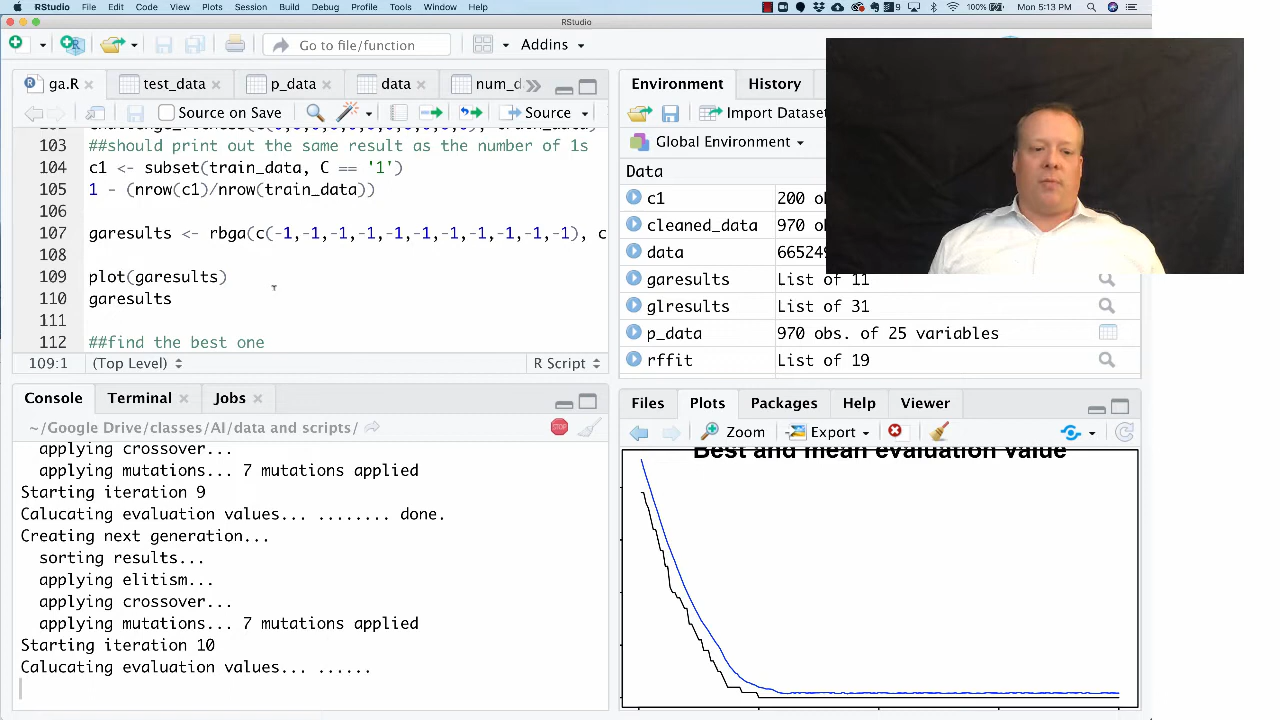 RStudio File Edit Code View Plots Session Build Debug Profile Tools Window Help 100% Mon 5:13 PM
RStudio
Go to file/function Addins
ga.R test_data p_data data num_d
Source on Save Source
103 ##should print out the same result as the number of 1s
104 c1 <- subset(train_data, C == '1')
105 1 - (nrow(c1)/nrow(train_data))
106
107 garesults <- rbga(c(-1,-1,-1,-1,-1,-1,-1,-1,-1,-1,-1), c
108
109 plot(garesults)
110 garesults
111
112 ##find the best one
109:1 (Top Level) R Script
Console Terminal Jobs
~/Google Drive/classes/AI/data and scripts/
applying crossover...
applying mutations... 7 mutations applied
Starting iteration 9
Calucating evaluation values... ........ done.
Creating next generation...
sorting results...
applying elitism...
applying crossover...
applying mutations... 7 mutations applied
Starting iteration 10
Calucating evaluation values... ......
Environment History
Import Dataset
Global Environment
Data
c1 200 ob
cleaned_data 970 ob
data 665249
garesults List of 11
glresults List of 31
p_data 970 obs. of 25 variables
rffit List of 19
Files Plots Packages Help Viewer
Zoom Export
Best and mean evaluation value